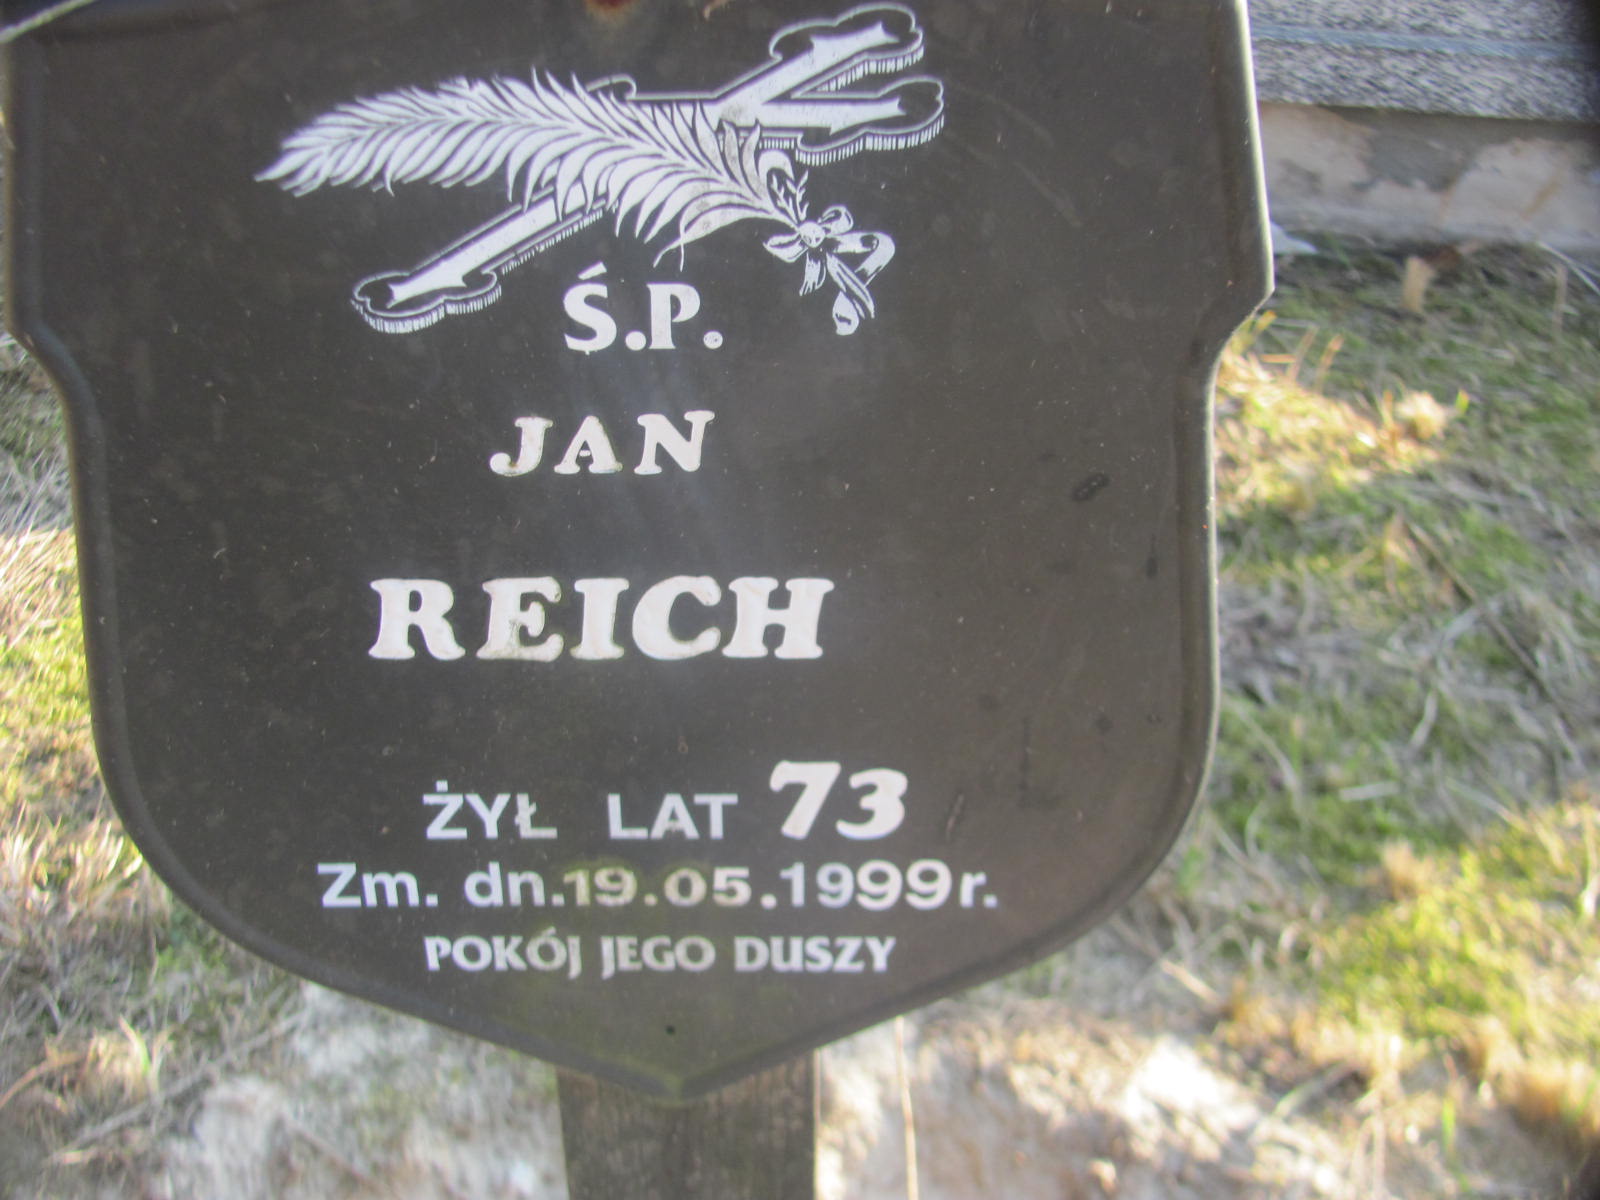 Ś.P.
JAN
REICH
ŻYŁ LAT 73
Zm. dn.19.05.1999r.
POKÓJ JEGO DUSZY